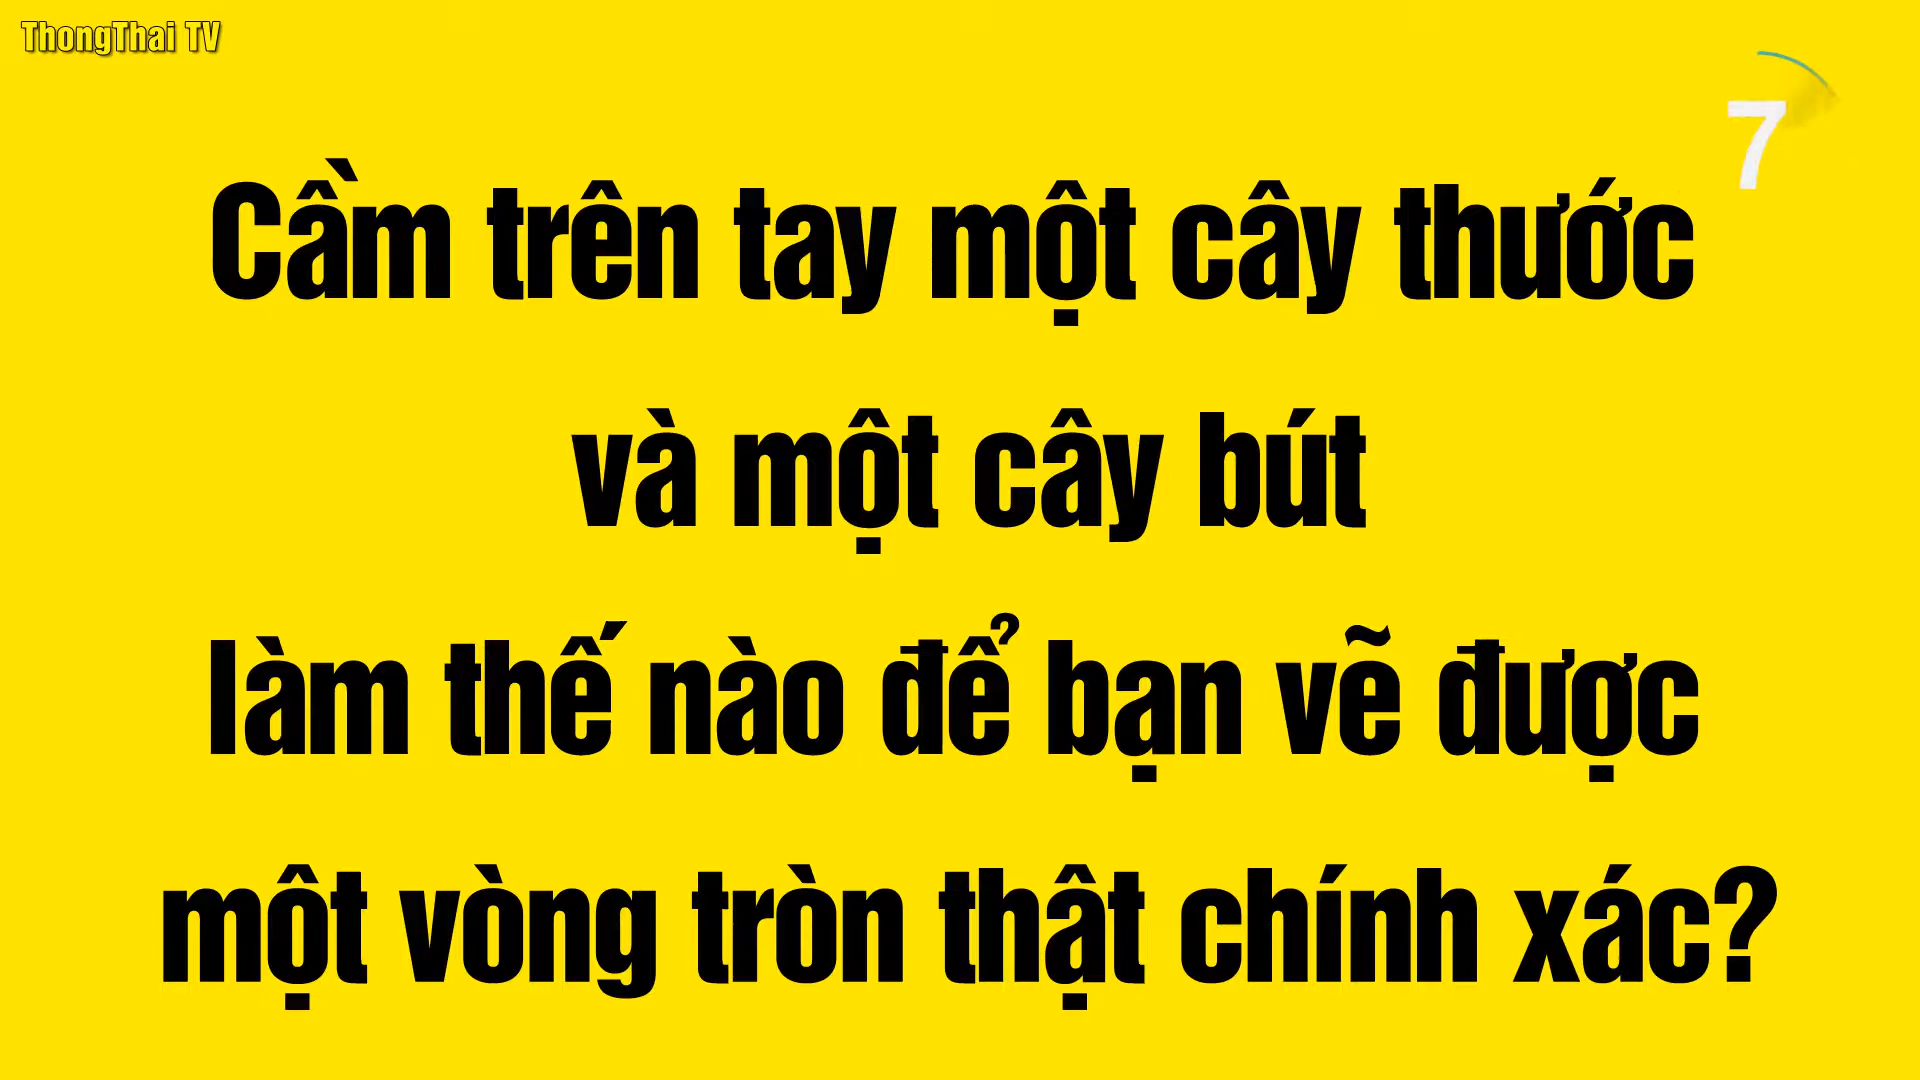 ThongThai TV
7
Cầm trên tay một cây thước
và một cây bút
làm thế nào để bạn vẽ được
một vòng tròn thật chính xác?